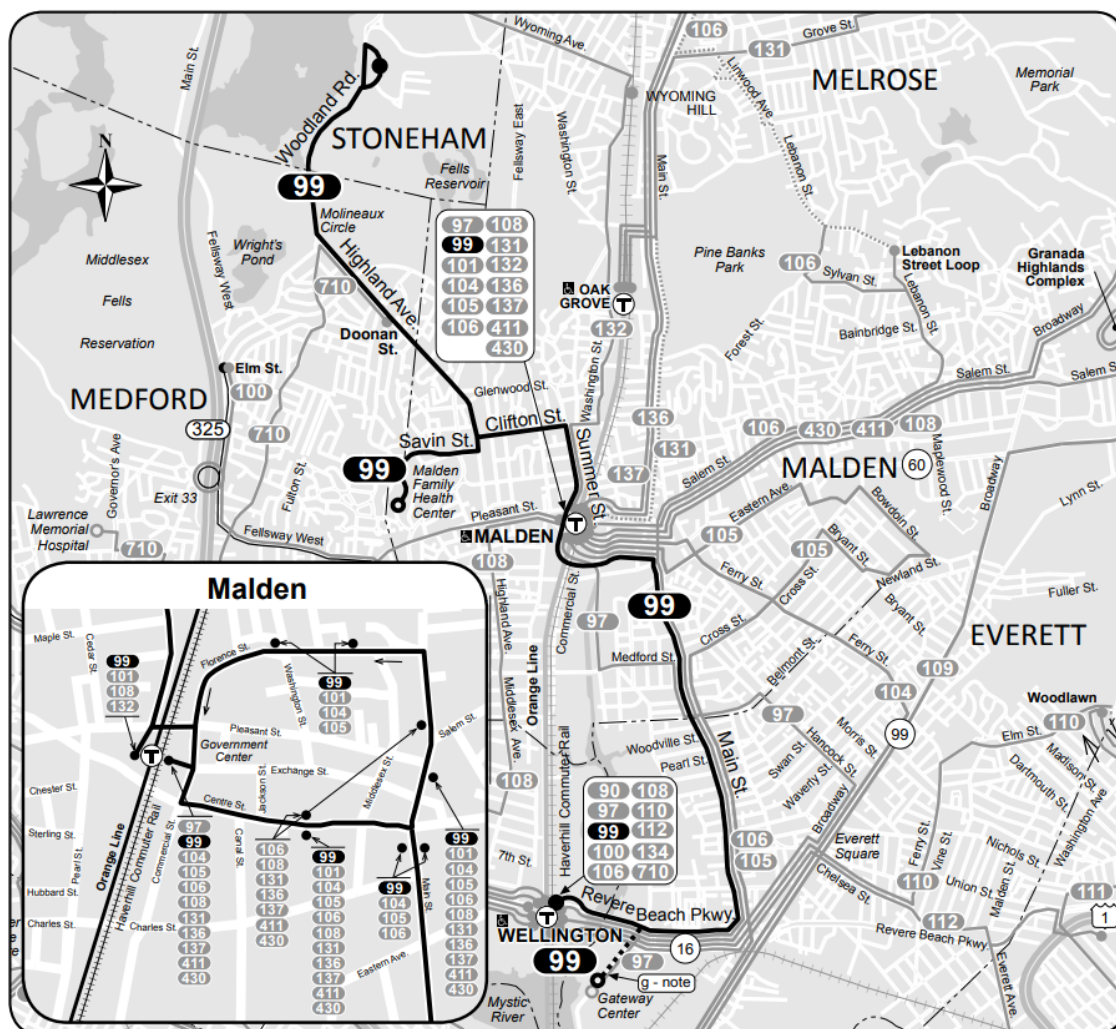 106
131
Grove St.
Wyoming Ave.
Main St.
MELROSE
Memorial
Park
Linwood Ave
WYOMING
HILL
Woodland Rd.
STONEHAM
Fellsway East
Washington St.
Main St.
Lebanon St.
N
99
Fells
Reservoir
Molineaux
Circle
97 108
99 131
101 132
104 136
105 137
106 411
430
Middlesex
Fells
Reservation
Wright's
Pond
Fellsway West
710
Highland Ave.
Doonan
St.
Pine Banks
Park
106
Sylvan St.
Lebanon
Street Loop
Lebanon St.
Granada
Highlands
Complex
Broadway
OAK
GROVE
T
132
Forest St.
Bainbridge St.
Salem St.
Salem St.
Elm St.
100
MEDFORD
Glenwood St.
Washington St.
325
710
Savin St.
Clifton St.
Summer St.
136
131
137
106
430
411
108
Salem St.
MALDEN
60
Maplewood St.
Broadway
Lynn St.
Governor's Ave
Exit 33
Fulton St.
99
Malden
Family
Health
Center
Pleasant St.
MALDEN
T
Eastern Ave.
Bowdoin St.
Lawrence
Memorial
Hospital
710
Fellsway West
108
105
Ferry St.
105
Bryant St.
Cross St.
Newland St.
Bryant St.
Fuller St.
Highland Ave.
Commercial St.
97
99
Cross St.
Medford St.
Belmont St.
Ferry St.
EVERETT
109
104
99
Middlesex Ave.
Orange Line
Haverhill Commuter Rail
Woodville St.
Pearl St.
Main St.
97
Swan St.
Hancock St.
Waverly St.
Morris St.
Broadway
Woodlawn
110
Elm St.
Madison St.
Dartmouth St.
Washington Ave
108
7th St.
90 108
97 110
99 112
100 134
106 710
106
105
Everett
Square
Chelsea St.
Ferry St.
Vine St.
110
Nichols St.
Union St.
Malden St.
111
1
112
Revere Beach Pkwy.
Everett Ave.
Revere
Beach Pkwy.
T
WELLINGTON
99
16
97
g - note
Gateway
Center
Mystic
River
Malden
Maple St.
Cedar St.
99
101
108
132
Florence St.
Washington St.
99
101
104
105
Pleasant St.
Government
Center
Salem St.
T
Exchange St.
Jackson St.
Middlesex St.
Chester St.
Centre St.
Sterling St.
Pearl St.
Hubbard St.
Charles St.
Orange Line
Haverhill Commuter Rail
Commercial St.
Canal St.
Charles St.
Main St.
Eastern Ave.
97
99
104
105
106
108
131
136
137
411
430
106
108
131
136
137
411
430
99
101
104
105
106
108
131
136
137
411
430
99
104
105
106
99
101
104
105
106
108
131
136
137
411
430